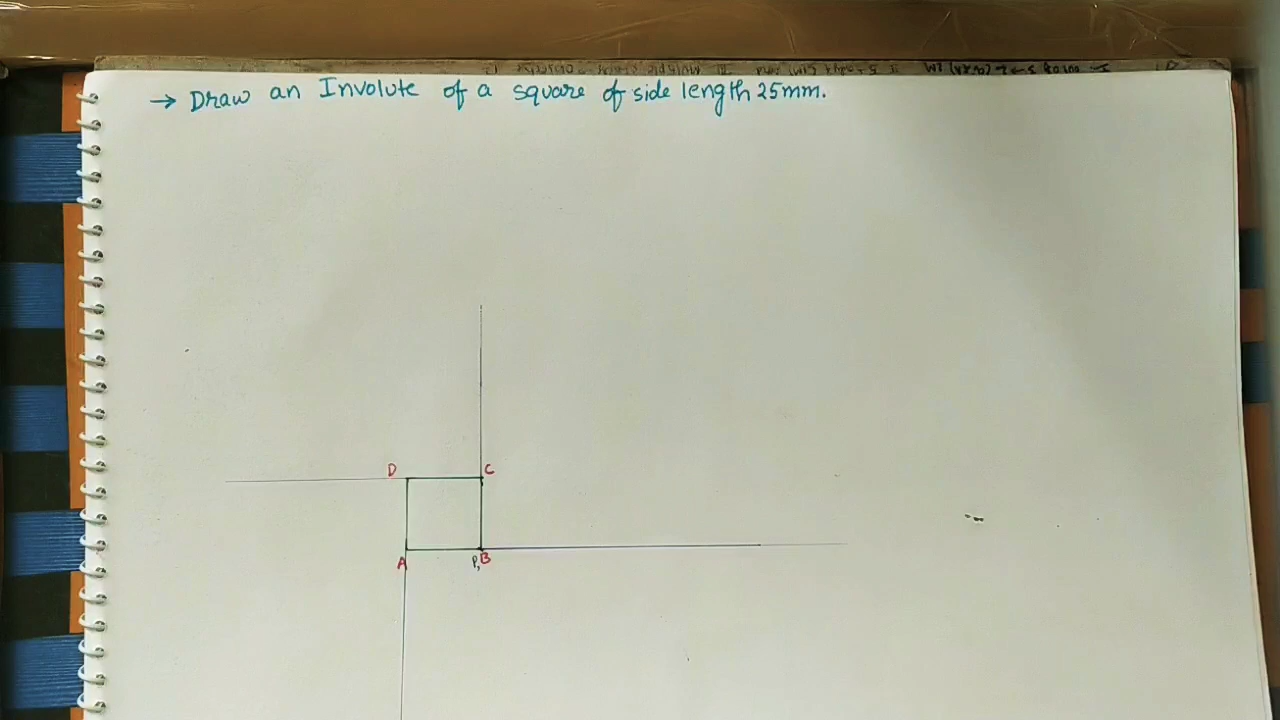 → Draw an Involute of a square of side length 25mm.
D C
A P, B